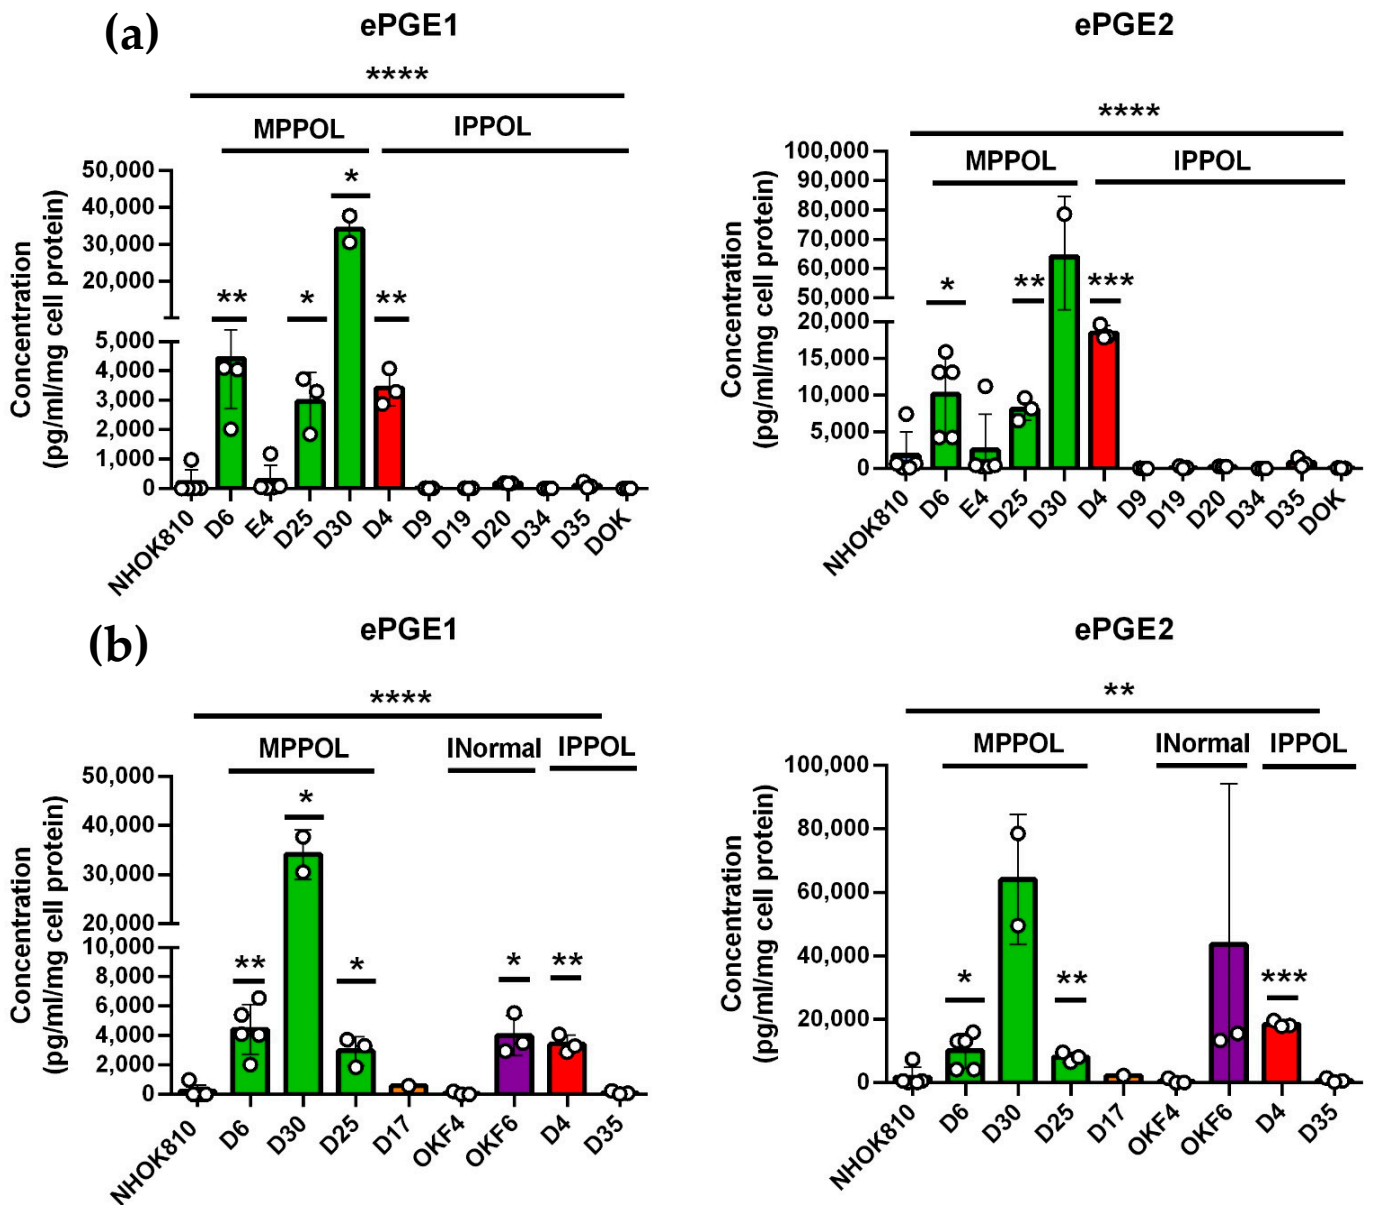 (a)
ePGE1
****
MPPOL
IPPOL
*
**
*
**
Concentration
(pg/ml/mg cell protein)
50,000
40,000
30,000
20,000
5,000
4,000
3,000
2,000
1,000
0
NHOK810
D6
E4
D25
D30
D4
D9
D19
D20
D34
D35
DOK
ePGE2
****
MPPOL
IPPOL
*
**
***
Concentration
(pg/ml/mg cell protein)
100,000
90,000
80,000
70,000
60,000
50,000
20,000
15,000
10,000
5,000
0
NHOK810
D6
E4
D25
D30
D4
D9
D19
D20
D34
D35
DOK
(b)
ePGE1
****
MPPOL
INormal
IPPOL
*
**
*
*
**
Concentration
(pg/ml/mg cell protein)
50,000
40,000
30,000
20,000
10,000
8,000
6,000
4,000
2,000
0
NHOK810
D6
D30
D25
D17
OKF4
OKF6
D4
D35
ePGE2
**
MPPOL
INormal
IPPOL
*
**
***
Concentration
(pg/ml/mg cell protein)
100,000
80,000
60,000
40,000
20,000
0
NHOK810
D6
D30
D25
D17
OKF4
OKF6
D4
D35